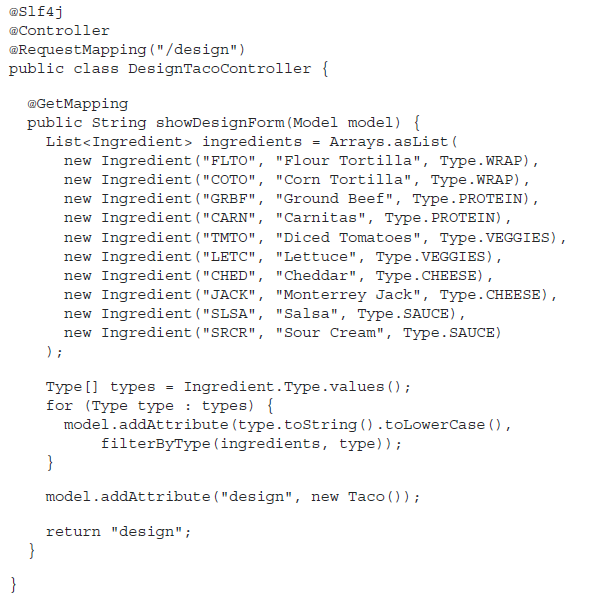 @Slf4j
@Controller
@RequestMapping("/design")
public class DesignTacoController {
@GetMapping
public String showDesignForm(Model model) {
List<Ingredient> ingredients = Arrays.asList(
new Ingredient("FLTO", "Flour Tortilla", Type.WRAP),
new Ingredient("COTO", "Corn Tortilla", Type.WRAP),
new Ingredient("GRBF", "Ground Beef", Type.PROTEIN),
new Ingredient("CARN", "Carnitas", Type.PROTEIN),
new Ingredient("TMTO", "Diced Tomatoes", Type.VEGGIES),
new Ingredient("LETC", "Lettuce", Type.VEGGIES),
new Ingredient("CHED", "Cheddar", Type.CHEESE),
new Ingredient("JACK", "Monterrey Jack", Type.CHEESE),
new Ingredient("SLSA", "Salsa", Type.SAUCE),
new Ingredient("SRCR", "Sour Cream", Type.SAUCE)
);
Type[] types = Ingredient.Type.values();
for (Type type : types) {
model.addAttribute(type.toString().toLowerCase(),
filterByType(ingredients, type));
}
model.addAttribute("design", new Taco());
return "design";
}
}